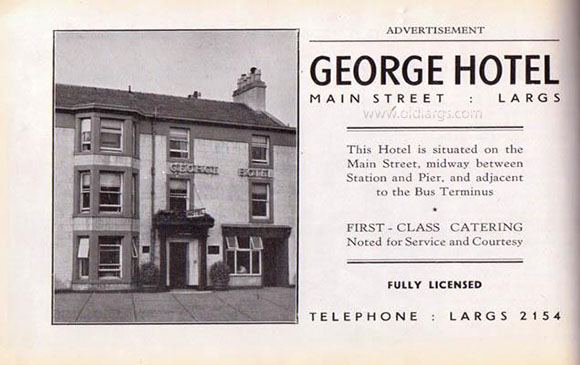 ADVERTISEMENT
GEORGE HOTEL
MAIN STREET : LARGS
www.oldlargs.com
This Hotel is situated on the
Main Street, midway between
Station and Pier, and adjacent
to the Bus Terminus
*
FIRST - CLASS CATERING
Noted for Service and Courtesy
FULLY LICENSED
TELEPHONE : LARGS 2154
GEORGE HOTEL